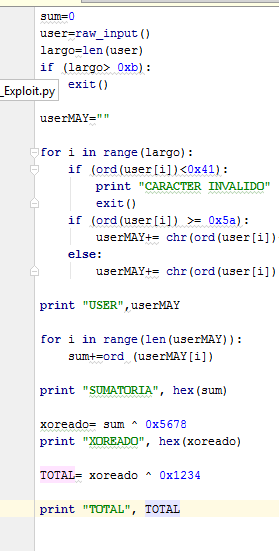 sum=0
user=raw_input()
largo=len(user)
if (largo> 0xb):
    exit()
_Exploit.py
userMAY=""
for i in range(largo):
    if (ord(user[i])<0x41):
        print "CARACTER INVALIDO"
        exit()
    if (ord(user[i]) >= 0x5a):
        userMAY+= chr(ord(user[i])
    else:
        userMAY+= chr(ord(user[i])
print "USER",userMAY
for i in range(len(userMAY)):
    sum+=ord (userMAY[i])
print "SUMATORIA", hex(sum)
xoreado= sum ^ 0x5678
print "XOREADO", hex(xoreado)
TOTAL= xoreado ^ 0x1234
print "TOTAL", TOTAL